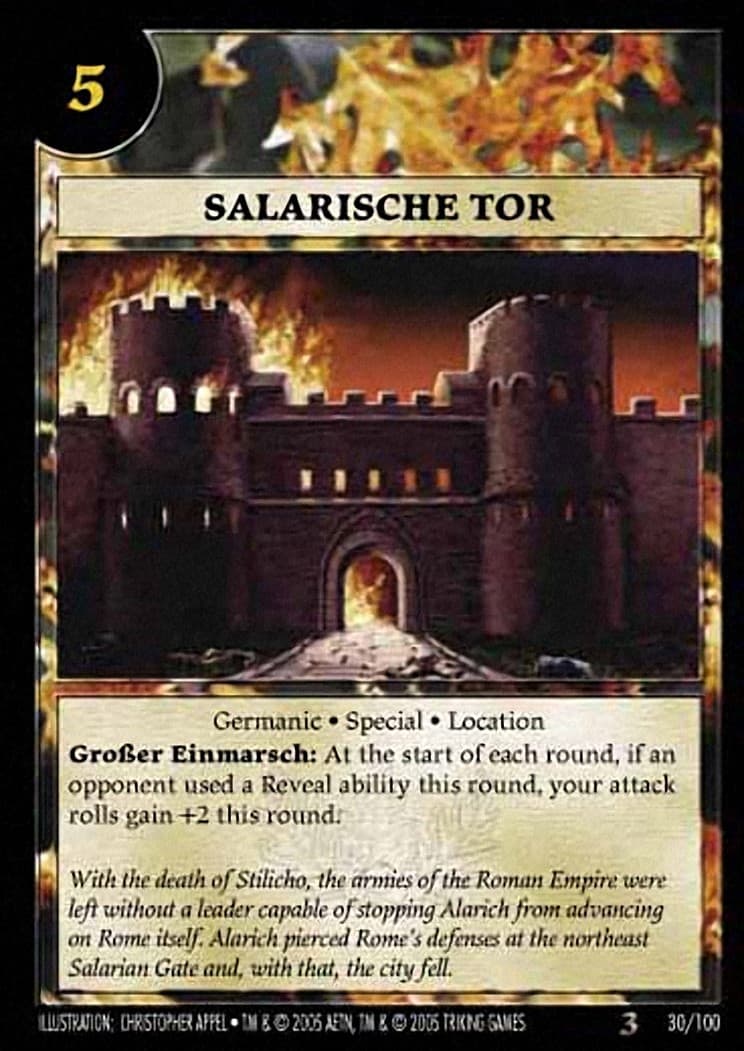 5
SALARISCHE TOR
Germanic • Special • Location
Großer Einmarsch: At the start of each round, if an
opponent used a Reveal ability this round, your attack
rolls gain +2 this round.
With the death of Stilicho, the armies of the Roman Empire were
left without a leader capable of stopping Alarich from advancing
on Rome itself. Alarich pierced Rome's defenses at the northeast
Salarian Gate and, with that, the city fell.
ILLUSTRATION: CHRISTOPHER APPEL • TM & © 2005 AETN, TM & © 2005 TRIKING GAMES 3 30/100